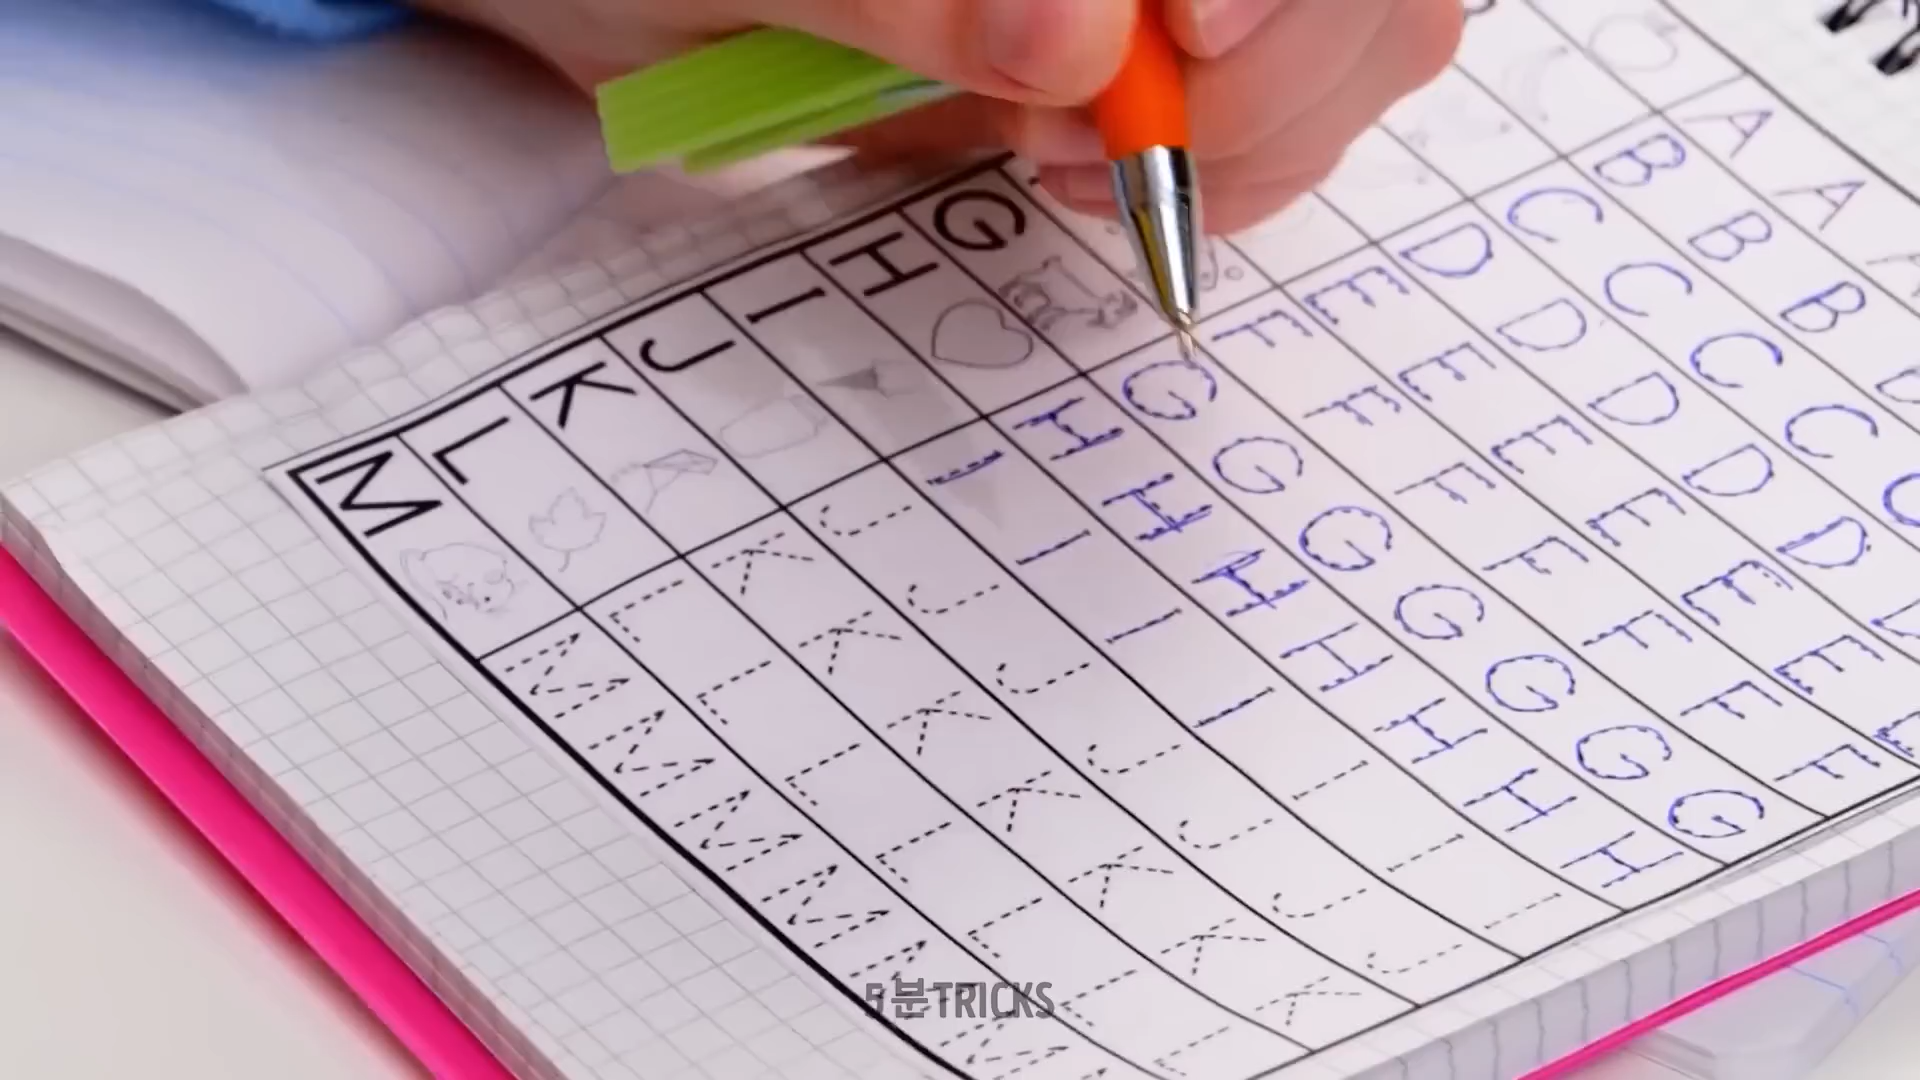 A A A
B B B B
C C C C C
D D D D D D
E E E E E E E
F F F F F F F
G G G G G G G G
H H H H H H H H
I I I I I I I I
J J J J J J J J
K K K K K K K K
L L L L L L L L
M M M M M M M
5분TRICKS